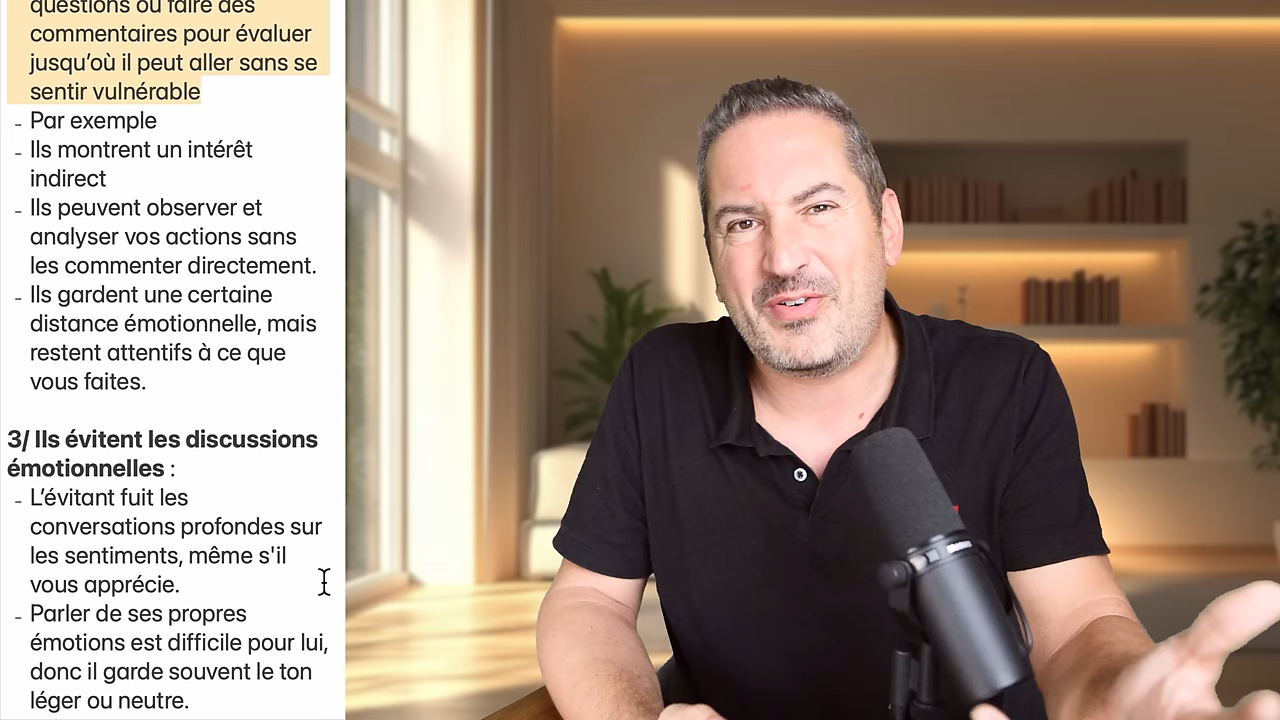 questions ou faire des
commentaires pour évaluer
jusqu’où il peut aller sans se
sentir vulnérable
- Par exemple
- Ils montrent un intérêt
indirect
- Ils peuvent observer et
analyser vos actions sans
les commenter directement.
- Ils gardent une certaine
distance émotionnelle, mais
restent attentifs à ce que
vous faites.
3/ Ils évitent les discussions
émotionnelles :
- L’évitant fuit les
conversations profondes sur
les sentiments, même s'il
vous apprécie.
- Parler de ses propres
émotions est difficile pour lui,
donc il garde souvent le ton
léger ou neutre.